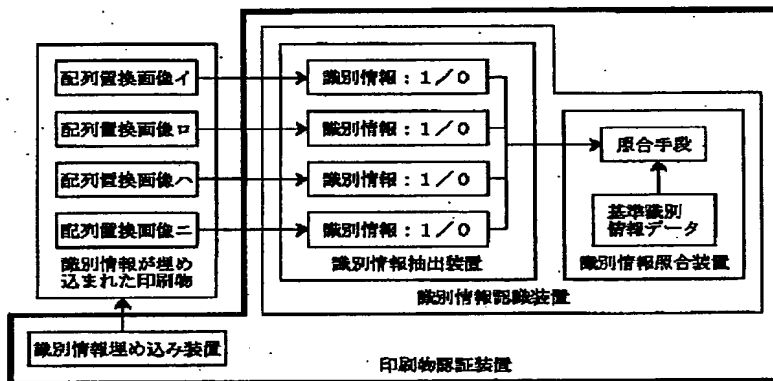 配列置換画像イ
識別情報：１／０
配列置換画像ロ
識別情報：１／０
配列置換画像ハ
識別情報：１／０
配列置換画像ニ
識別情報：１／０
照合手段
基準識別
情報データ
識別情報が埋め
込まれた印刷物
識別情報抽出装置
識別情報照合装置
識別情報認識装置
識別情報埋め込み装置
印刷物認証装置